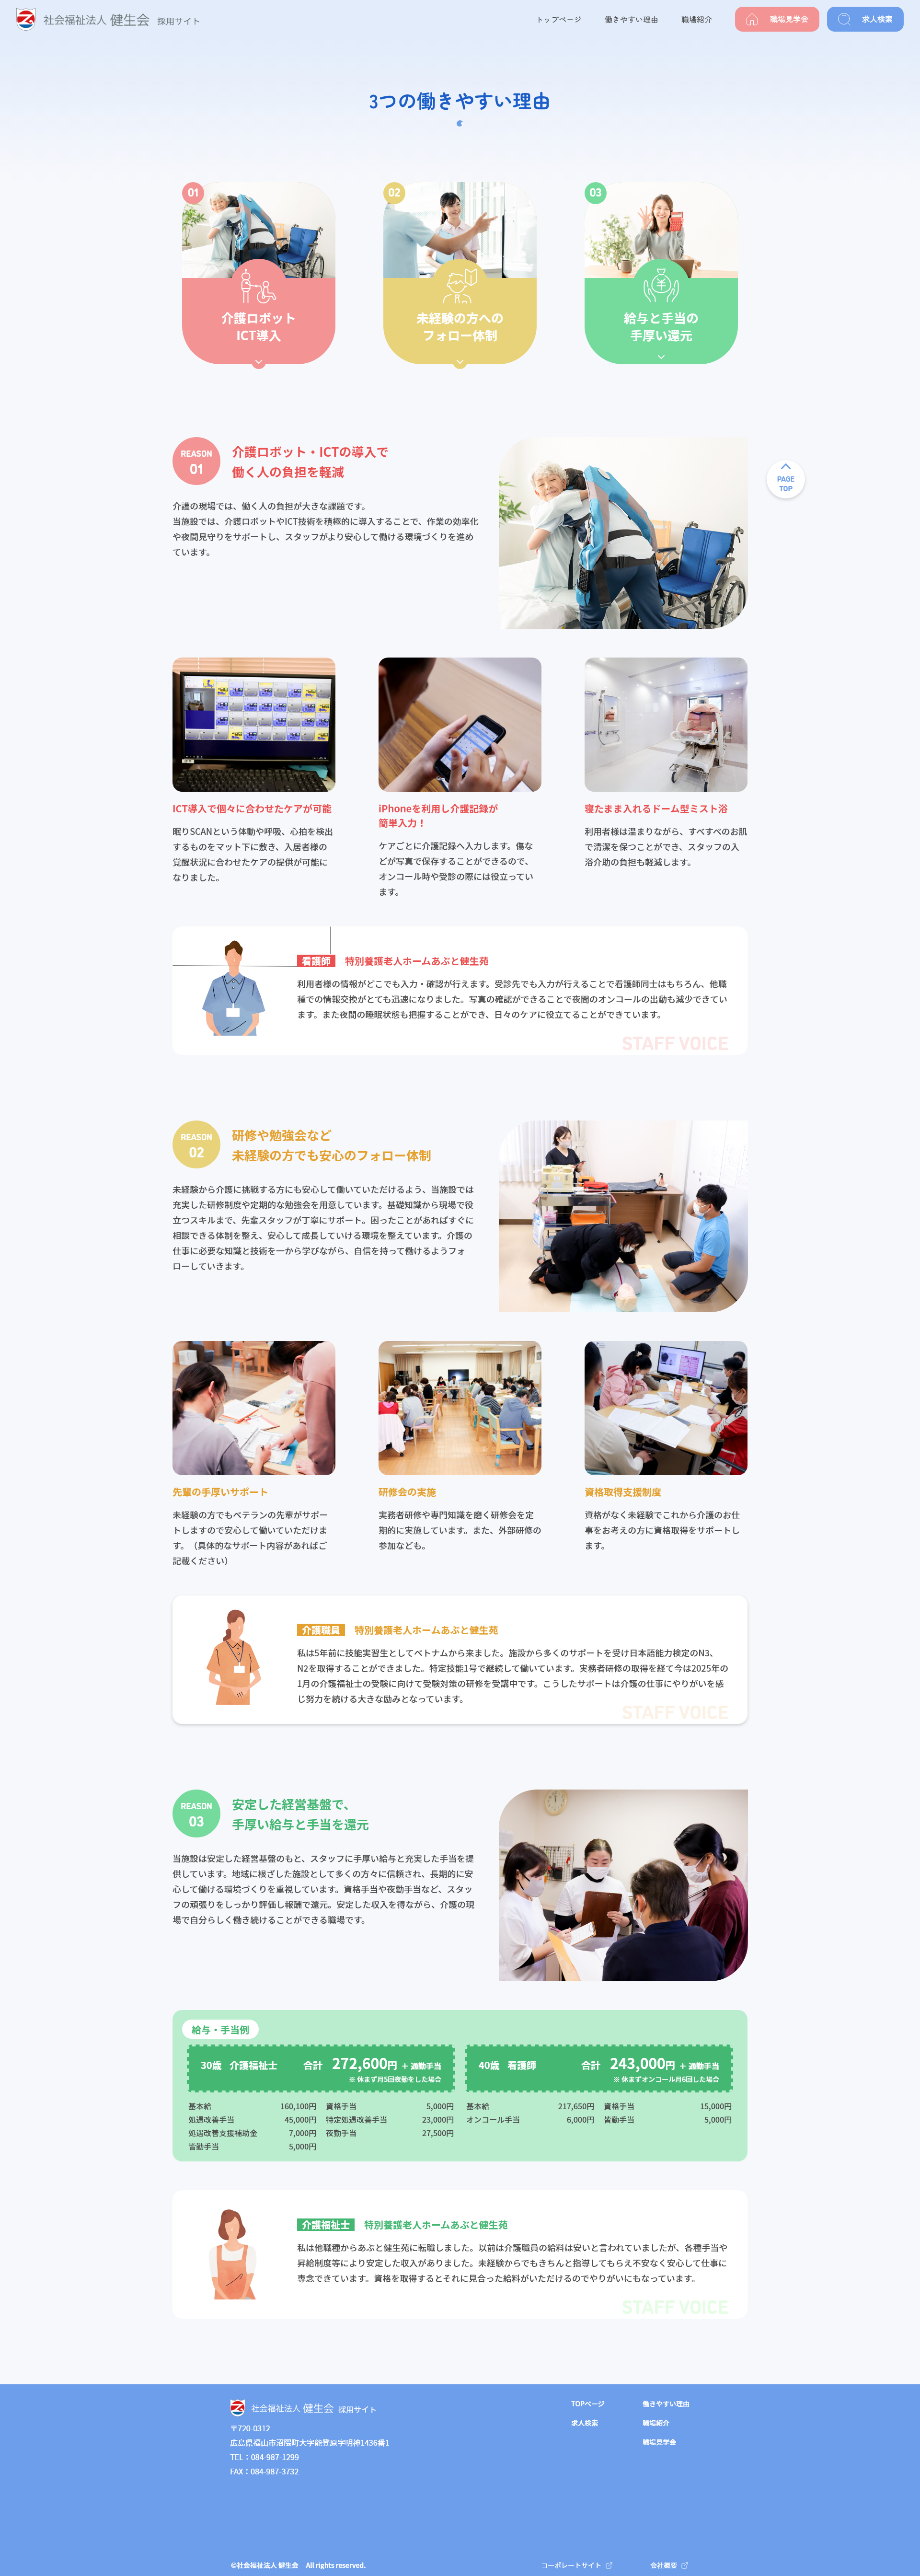 社会福祉法人 健生会 採用サイト
トップページ
働きやすい理由
職場紹介
職場見学会
求人検索
3つの働きやすい理由
01
介護ロボット
ICT導入
02
未経験の方への
フォロー体制
03
給与と手当の
手厚い還元
REASON
01
介護ロボット・ICTの導入で
働く人の負担を軽減
介護の現場では、働く人の負担が大きな課題です。
当施設では、介護ロボットやICT技術を積極的に導入することで、作業の効率化
や夜間見守りをサポートし、スタッフがより安心して働ける環境づくりを進め
ています。
PAGE
TOP
ICT導入で個々に合わせたケアが可能
眠りSCANという体動や呼吸、心拍を検出
するものをマット下に敷き、入居者様の
覚醒状況に合わせたケアの提供が可能に
なりました。
iPhoneを利用し介護記録が
簡単入力！
ケアごとに介護記録へ入力します。傷な
どが写真で保存することができるので、
オンコール時や受診の際には役立ってい
ます。
寝たまま入れるドーム型ミスト浴
利用者様は温まりながら、すべすべのお肌
で清潔を保つことができ、スタッフの入
浴介助の負担も軽減します。
看護師 特別養護老人ホームあぶと健生苑
利用者様の情報がどこでも入力・確認が行えます。受診先でも入力が行えることで看護師同士はもちろん、他職
種での情報交換がとても迅速になりました。写真の確認ができることで夜間のオンコールの出動も減少できてい
ます。また夜間の睡眠状態も把握することができ、日々のケアに役立てることができています。
STAFF VOICE
REASON
02
研修や勉強会など
未経験の方でも安心のフォロー体制
未経験から介護に挑戦する方にも安心して働いていただけるよう、当施設では
充実した研修制度や定期的な勉強会を用意しています。基礎知識から現場で役
立つスキルまで、先輩スタッフが丁寧にサポート。困ったことがあればすぐに
相談できる体制を整え、安心して成長していける環境を整えています。介護の
仕事に必要な知識と技術を一から学びながら、自信を持って働けるようフォ
ローしていきます。
先輩の手厚いサポート
未経験の方でもベテランの先輩がサポー
トしますので安心して働いていただけま
す。（具体的なサポート内容があればご
記載ください）
研修会の実施
実務者研修や専門知識を磨く研修会を定
期的に実施しています。また、外部研修の
参加なども。
資格取得支援制度
資格がなく未経験でこれから介護のお仕
事をお考えの方に資格取得をサポートし
ます。
介護職員 特別養護老人ホームあぶと健生苑
私は5年前に技能実習生としてベトナムから来ました。施設から多くのサポートを受け日本語能力検定のN3、
N2を取得することができました。特定技能1号で継続して働いています。実務者研修の取得を経て今は2025年の
1月の介護福祉士の受験に向けて受験対策の研修を受講中です。こうしたサポートは介護の仕事にやりがいを感
じ努力を続ける大きな励みとなっています。
STAFF VOICE
REASON
03
安定した経営基盤で、
手厚い給与と手当を還元
当施設は安定した経営基盤のもと、スタッフに手厚い給与と充実した手当を提
供しています。地域に根ざした施設として多くの方々に信頼され、長期的に安
心して働ける環境づくりを重視しています。資格手当や夜勤手当など、スタッ
フの頑張りをしっかり評価し報酬で還元。安定した収入を得ながら、介護の現
場で自分らしく働き続けることができる職場です。
給与・手当例
30歳 介護福祉士 合計 272,600円 ＋ 通勤手当
※ 休まず月5回夜勤をした場合
基本給 160,100円 資格手当 5,000円
処遇改善手当 45,000円 特定処遇改善手当 23,000円
処遇改善支援補助金 7,000円 夜勤手当 27,500円
皆勤手当 5,000円
40歳 看護師 合計 243,000円 ＋ 通勤手当
※ 休まずオンコール月6回した場合
基本給 217,650円 資格手当 15,000円
オンコール手当 6,000円 皆勤手当 5,000円
介護福祉士 特別養護老人ホームあぶと健生苑
私は他職種からあぶと健生苑に転職しました。以前は介護職員の給料は安いと言われていましたが、各種手当や
昇給制度等により安定した収入がありました。未経験からでもきちんと指導してもらえ不安なく安心して仕事に
専念できています。資格を取得するとそれに見合った給料がいただけるのでやりがいにもなっています。
STAFF VOICE
社会福祉法人 健生会 採用サイト
〒720-0312
広島県福山市沼隈町大字能登原字明神1436番1
TEL：084-987-1299
FAX：084-987-3732
TOPページ
求人検索
働きやすい理由
職場紹介
職場見学会
©社会福祉法人 健生会 All rights reserved.
コーポレートサイト
会社概要